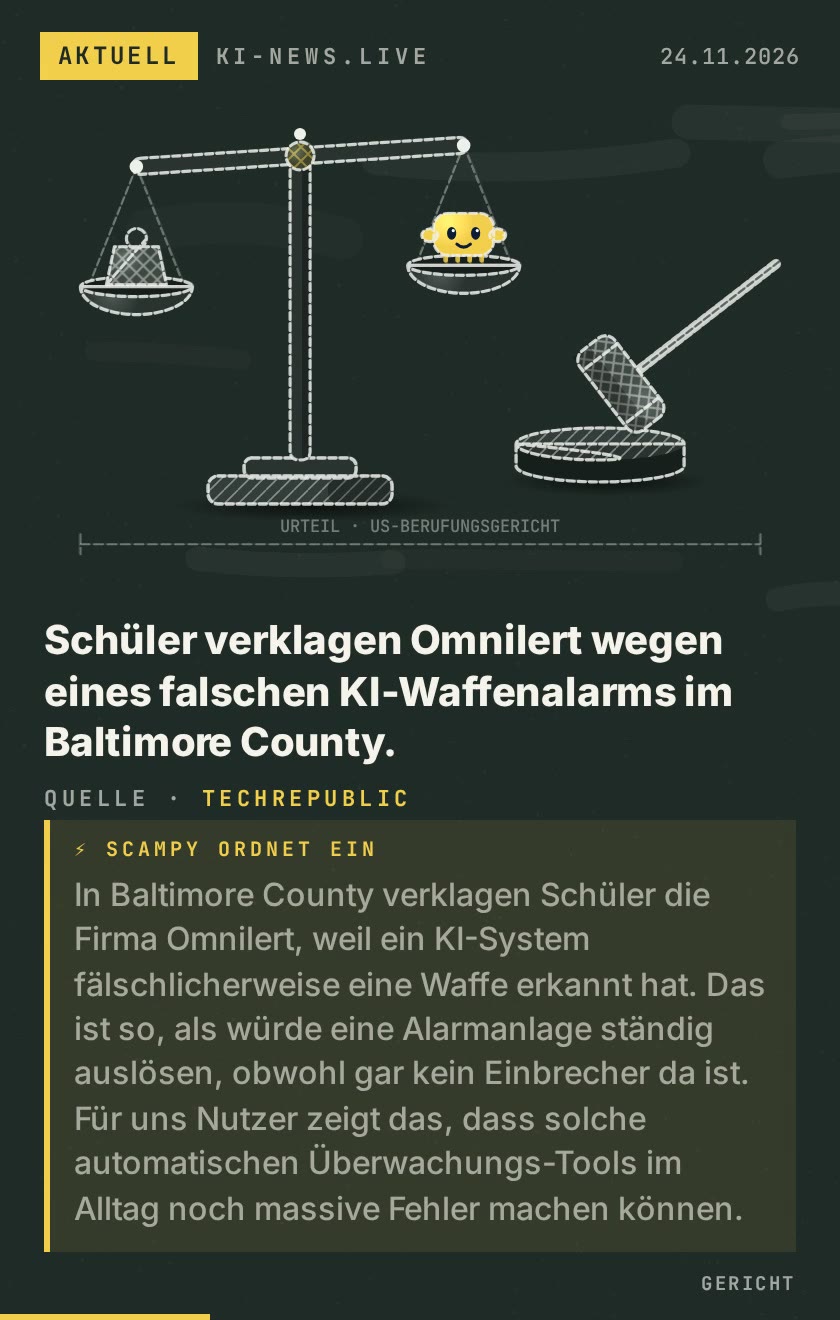 AKTUELL KI-NEWS.LIVE 24.11.2026
URTEIL · US-BERUFUNGSGERICHT
Schüler verklagen Omnilert wegen
eines falschen KI-Waffenalarms im
Baltimore County.
QUELLE · TECHREPUBLIC
⚡ SCAMPY ORDNET EIN
In Baltimore County verklagen Schüler die
Firma Omnilert, weil ein KI-System
fälschlicherweise eine Waffe erkannt hat. Das
ist so, als würde eine Alarmanlage ständig
auslösen, obwohl gar kein Einbrecher da ist.
Für uns Nutzer zeigt das, dass solche
automatischen Überwachungs-Tools im
Alltag noch massive Fehler machen können.
GERICHT